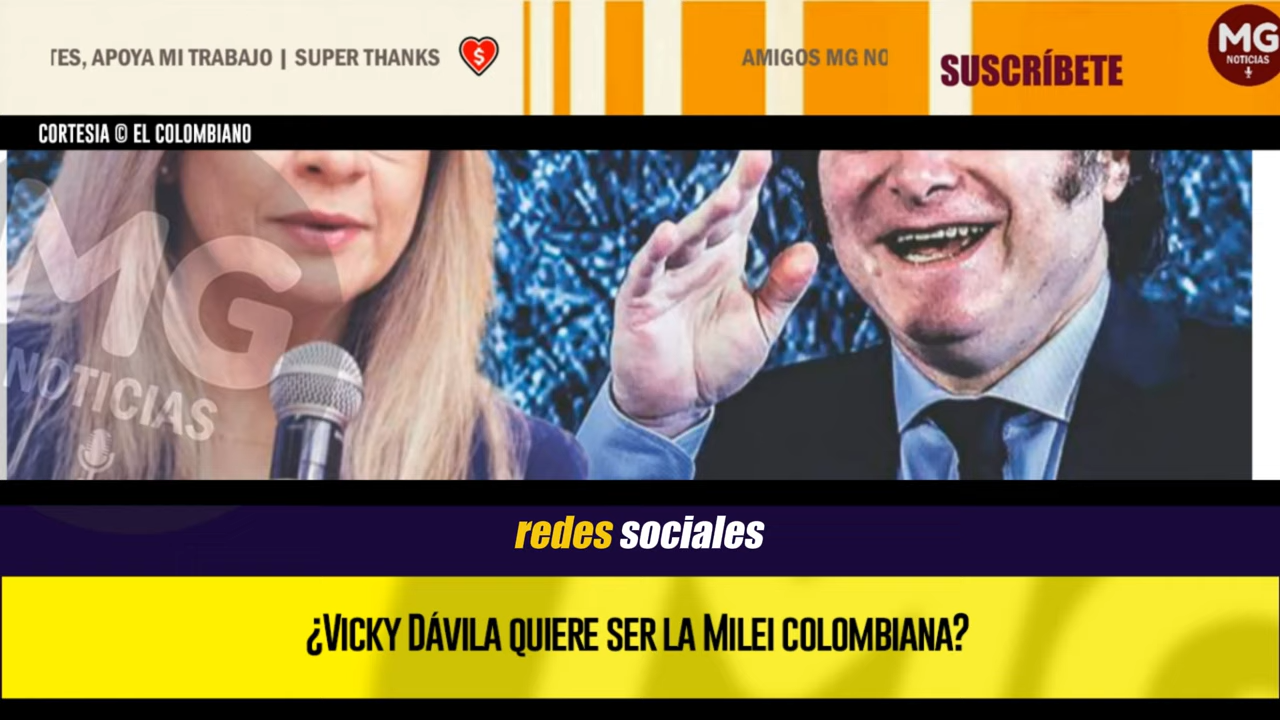 TES, APOYA MI TRABAJO | SUPER THANKS
$
AMIGOS MG NO
SUSCRÍBETE
MG
NOTICIAS
CORTESIA © EL COLOMBIANO
MG
NOTICIAS
redes sociales
¿VICKY DÁVILA QUIERE SER LA MILEI COLOMBIANA?